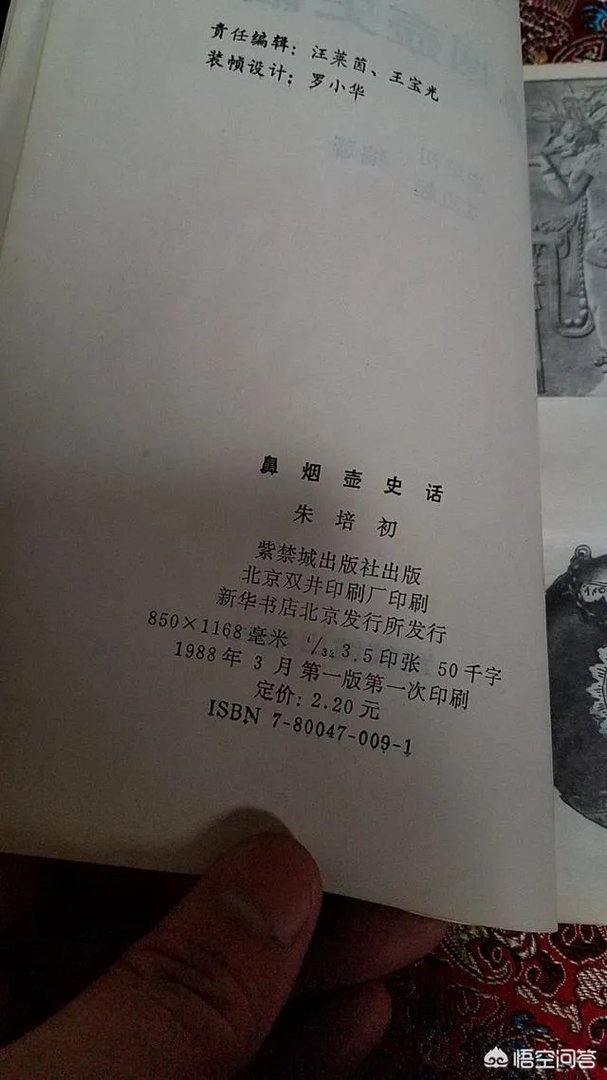 责任编辑：汪莱茵、王宝光
装帧设计：罗小华
鼻烟壶史话
朱培初
紫禁城出版社出版
北京双井印刷厂印刷
新华书店北京发行所发行
850×1168毫米 1/32 3.5印张 50千字
1988年3月第一版第一次印刷
定价：2.20元
ISBN 7-80047-009-1
悟空问答